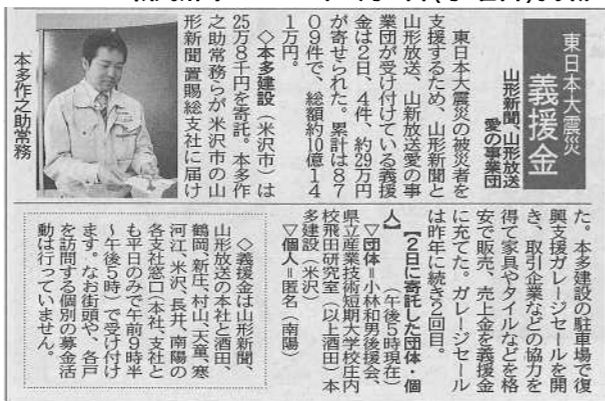 東日本大震災
義援金
山形新聞、山形放送
愛の事業団
東日本大震災の被災者を
支援するため、山形新聞と
山形放送、山新放送愛の事
業団が受け付けている義援
金は2日、4件、約29万円
が寄せられた。累計は87
09件で、総額約10億14
1万円。
◇本多建設(米沢市)は
25万8千円を寄託。本多作
之助常務らが米沢市の山
形新聞置賜総支社に届け
本多作之助常務
た。本多建設の駐車場で復
興支援ガレージセールを開
き、取引企業などの協力を
得て家具やタイルなどを格
安で販売、売上金を義援金
に充てた。ガレージセール
は昨年に続き2回目。
【2日に寄託した団体・個
人】(午後5時現在)
▽団体=小林和男後援会、
県立産業技術短期大学校庄内
校飛田研究室(以上酒田)本
多建設(米沢)
▽個人=匿名(南陽)
◇義援金は山形新聞、
山形放送の本社と酒田、
鶴岡、新庄、村山、天童、寒
河江、米沢、長井、南陽の
各支社窓口(本社、支社と
も平日のみで午前9時半
~午後5時)で受け付け
ます。なお街頭や、各戸
を訪問する個別の募金活
動は行っていません。